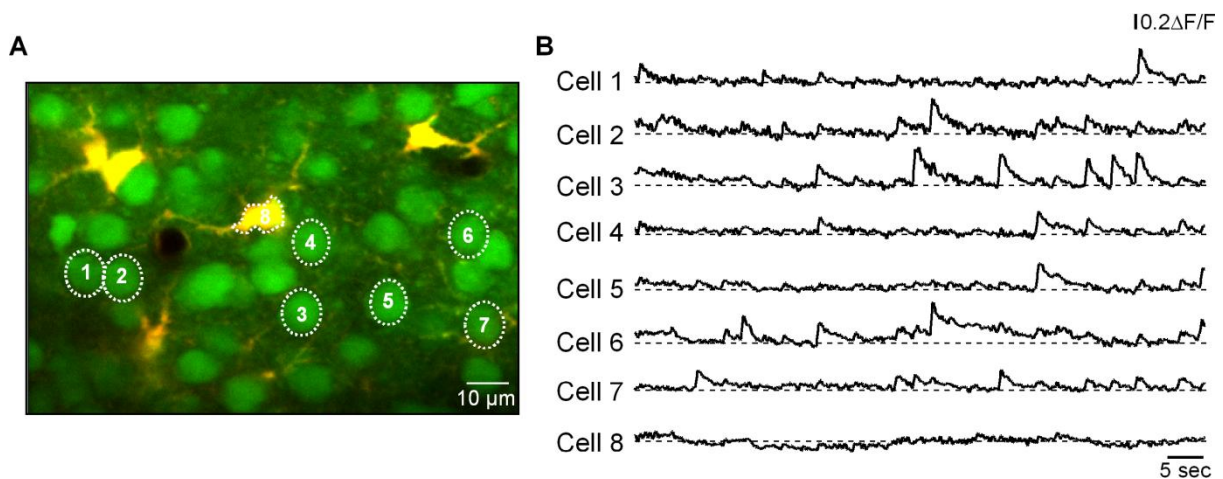 A
B
I0.2ΔF/F
8
4
6
1
2
5
3
7
10 µm
Cell 1
Cell 2
Cell 3
Cell 4
Cell 5
Cell 6
Cell 7
Cell 8
5 sec